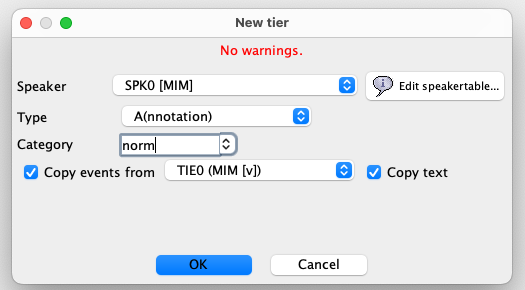 New tier
No warnings.
Speaker SPK0 [MIM] Edit speakertable...
Type A(nnotation)
Category norm
Copy events from TIE0 (MIM [v]) Copy text
OK Cancel